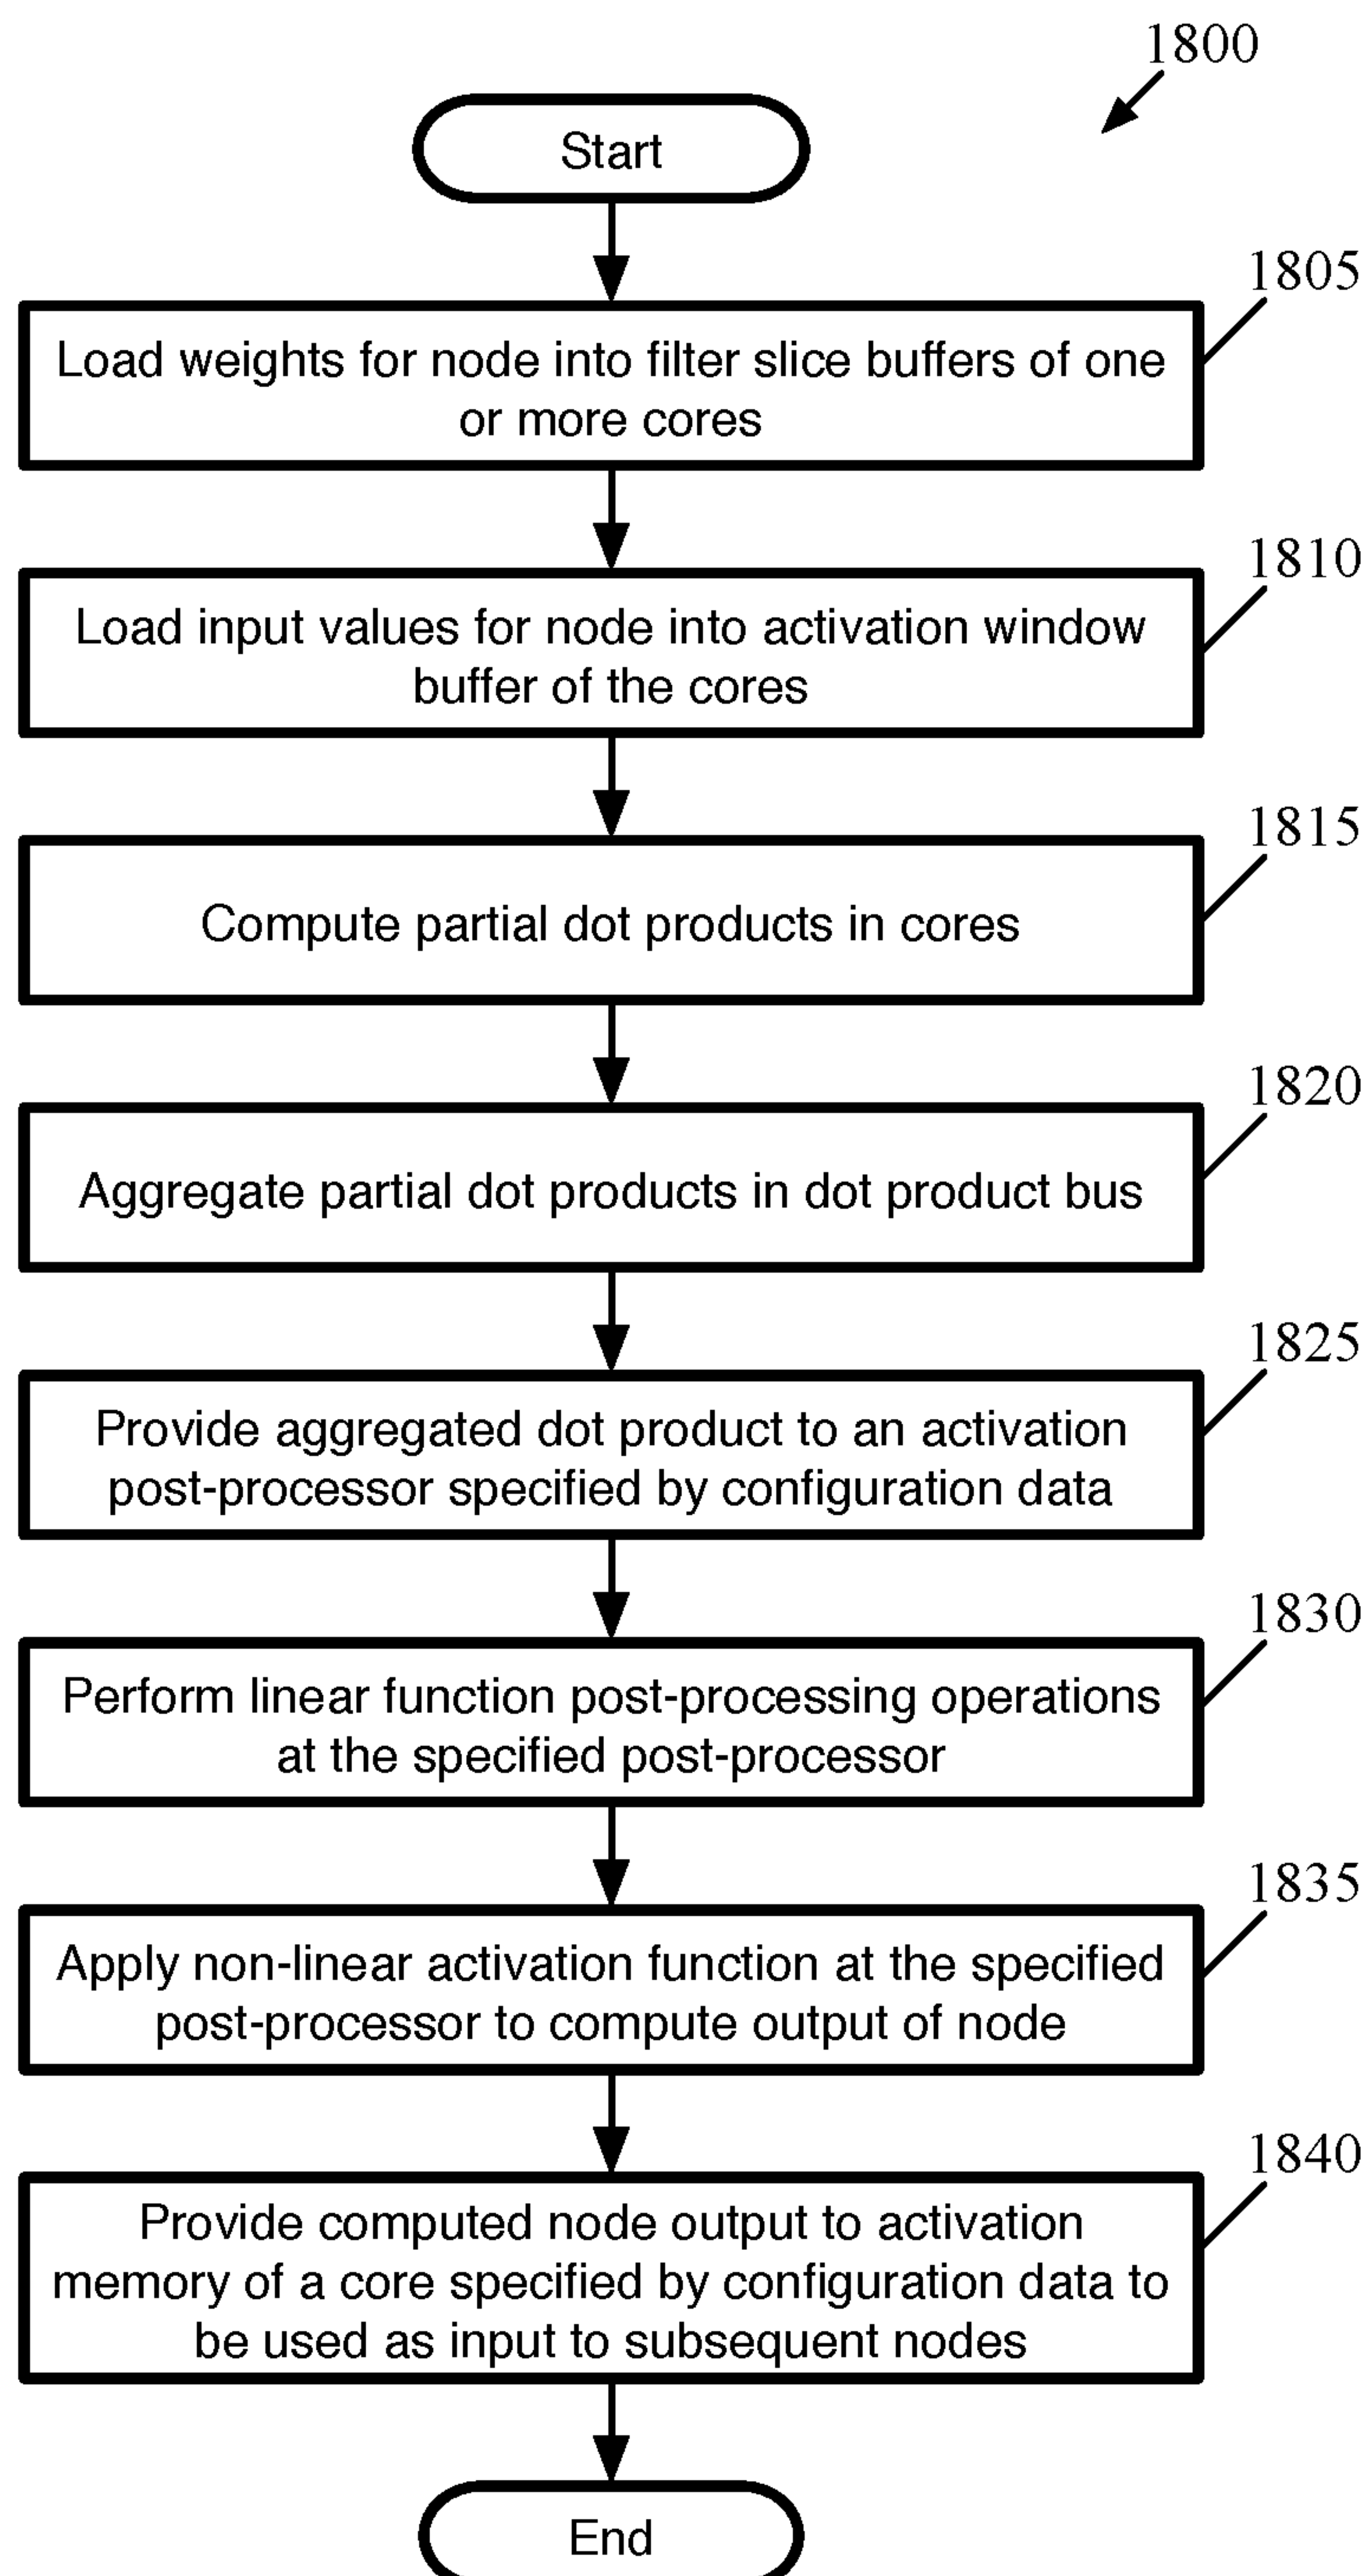 1800
Start
1805
Load weights for node into filter slice buffers of one
or more cores
1810
Load input values for node into activation window
buffer of the cores
1815
Compute partial dot products in cores
1820
Aggregate partial dot products in dot product bus
1825
Provide aggregated dot product to an activation
post-processor specified by configuration data
1830
Perform linear function post-processing operations
at the specified post-processor
1835
Apply non-linear activation function at the specified
post-processor to compute output of node
1840
Provide computed node output to activation
memory of a core specified by configuration data to
be used as input to subsequent nodes
End